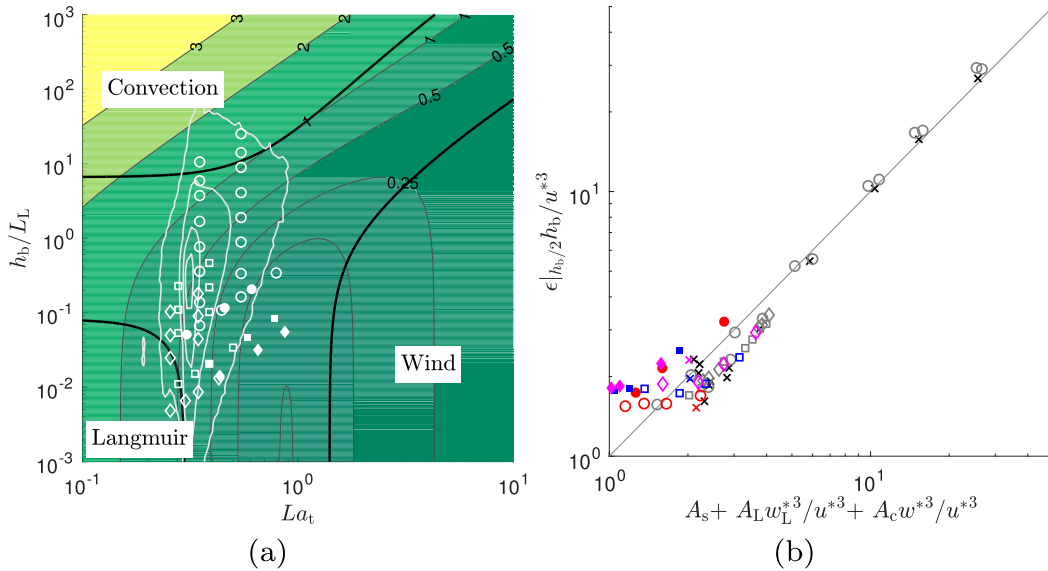 10^3
10^2
10^1
10^0
10^-1
10^-2
10^-3
h_b/L_L
3
3
2
2
1
1
1
0.5
0.5
0.25
Convection
Langmuir
Wind
10^-1
10^0
10^1
La_t
(a)
10^1
10^0
ϵ|_{h_b/2} h_b/u^{*3}
10^0
10^1
A_s + A_L w_L^{*3}/u^{*3} + A_c w^{*3}/u^{*3}
(b)